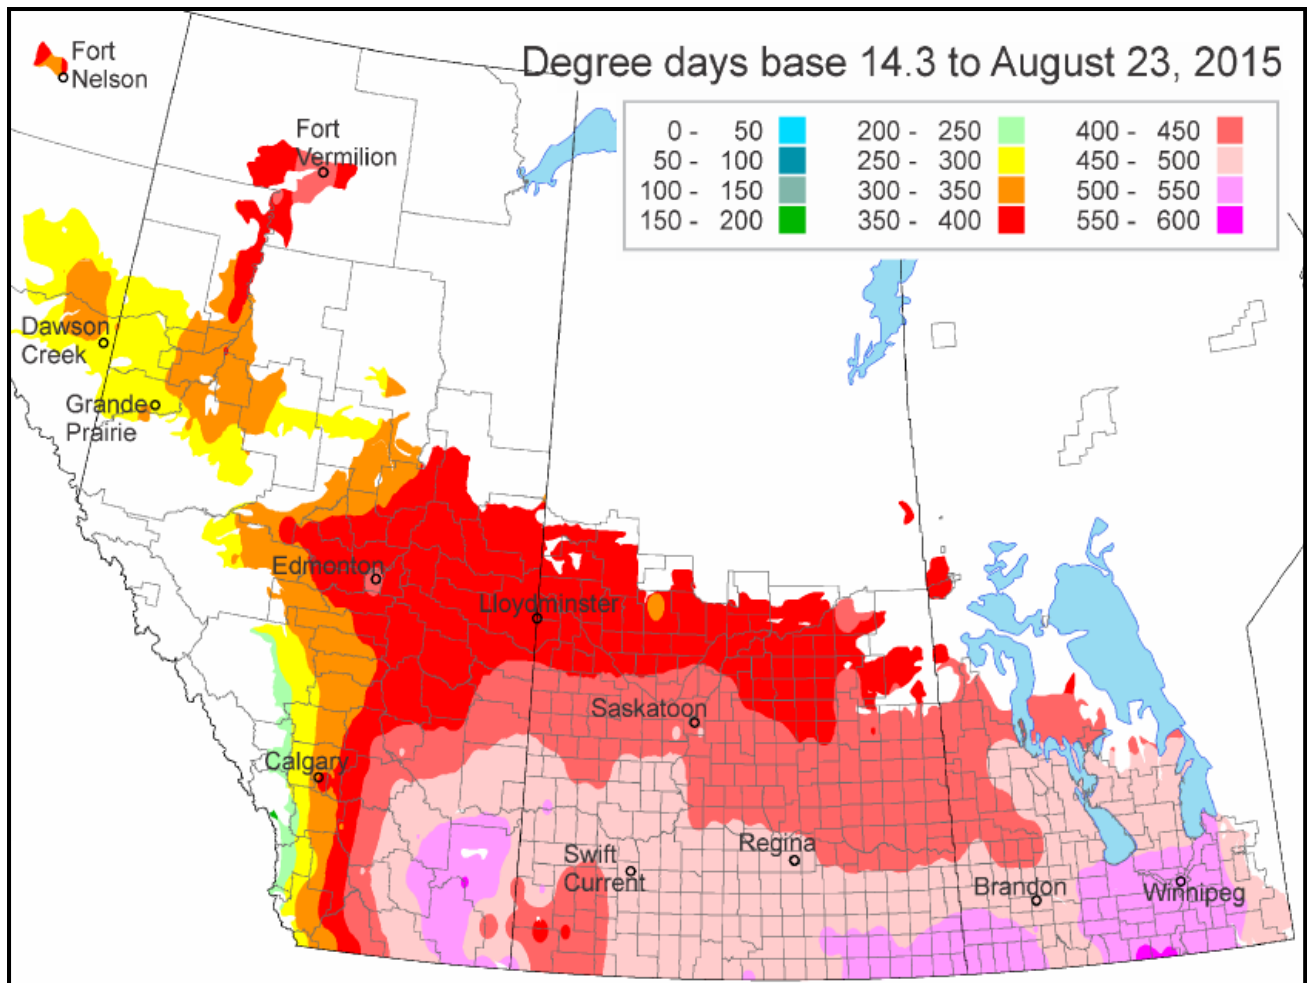 Degree days base 14.3 to August 23, 2015
0 - 50
50 - 100
100 - 150
150 - 200
200 - 250
250 - 300
300 - 350
350 - 400
400 - 450
450 - 500
500 - 550
550 - 600
Fort
Nelson
Fort
Vermilion
Dawson
Creek
Grande
Prairie
Edmonton
Lloydminster
Saskatoon
Calgary
Regina
Swift
Current
Brandon
Winnipeg